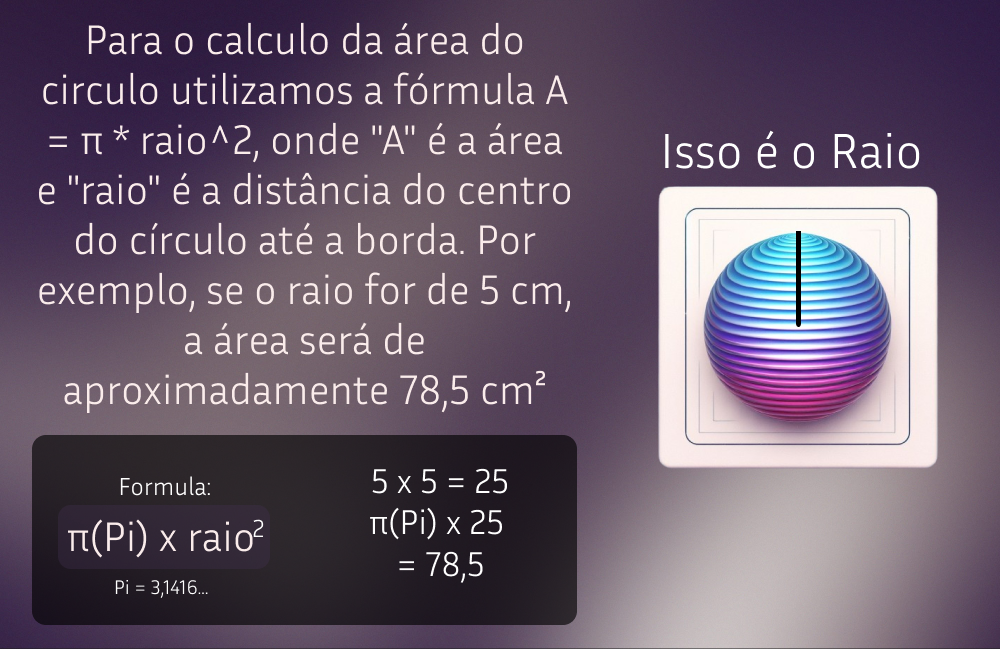 Para o calculo da área do
circulo utilizamos a fórmula A
= π * raio^2, onde "A" é a área
e "raio" é a distância do centro
do círculo até a borda. Por
exemplo, se o raio for de 5 cm,
a área será de
aproximadamente 78,5 cm²
Isso é o Raio
Formula:
π(Pi) x raio²
Pi = 3,1416...
5 x 5 = 25
π(Pi) x 25
= 78,5